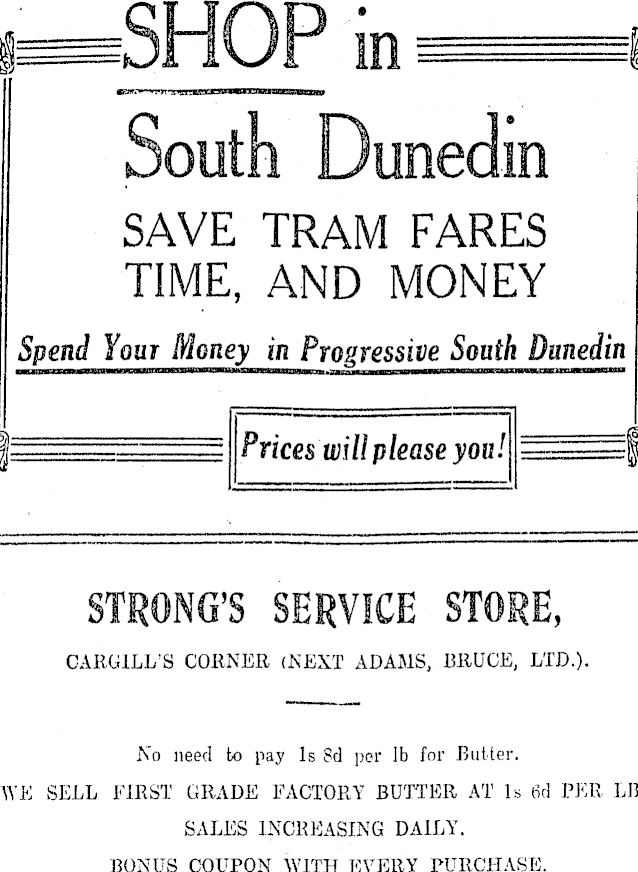 SHOP in
South Dunedin
SAVE TRAM FARES
TIME, AND MONEY
Spend Your Money in Progressive South Dunedin
Prices will please you!
STRONG'S SERVICE STORE,
CARGILL'S CORNER (NEXT ADAMS, BRUCE, LTD.).
No need to pay 1s 8d per lb for Butter.
WE SELL FIRST GRADE FACTORY BUTTER AT 1s 6d PER LB
SALES INCREASING DAILY.
BONUS COUPON WITH EVERY PURCHASE.